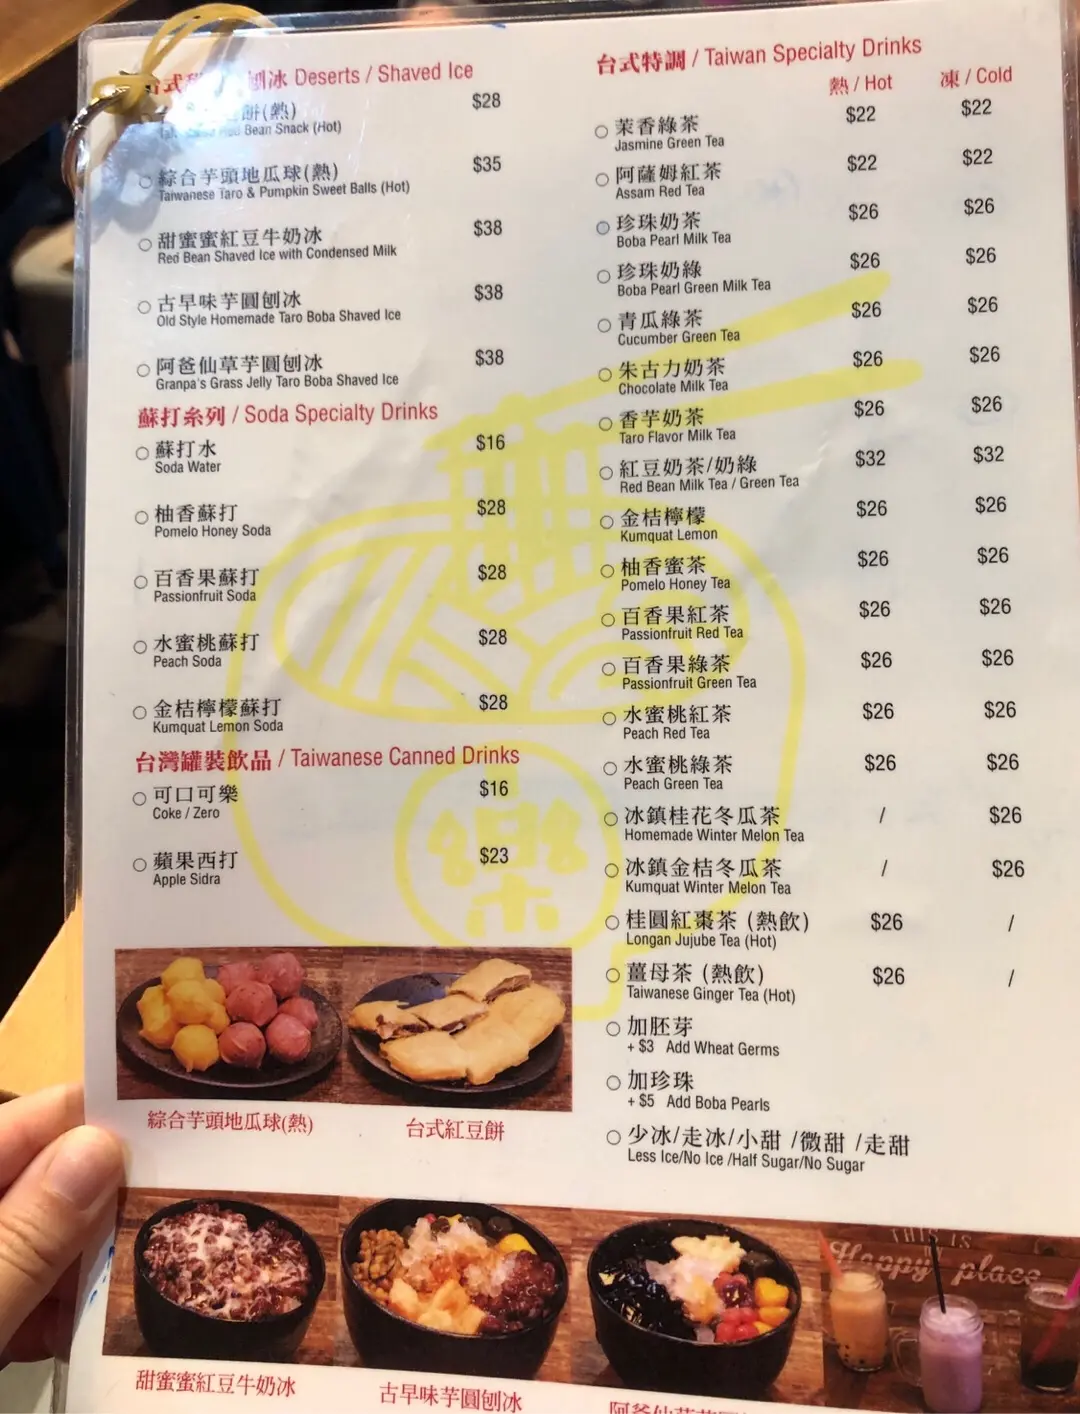 刨冰 Deserts / Shaved Ice
餅(熱) $28
Red Bean Snack (Hot)
綜合芋頭地瓜球(熱) $35
Taiwanese Taro & Pumpkin Sweet Balls (Hot)
甜蜜蜜紅豆牛奶冰 $38
Red Bean Shaved Ice with Condensed Milk
古早味芋圓刨冰 $38
Old Style Homemade Taro Boba Shaved Ice
阿爸仙草芋圓刨冰 $38
Granpa's Grass Jelly Taro Boba Shaved Ice
蘇打系列 / Soda Specialty Drinks
蘇打水 $16
Soda Water
柚香蘇打 $28
Pomelo Honey Soda
百香果蘇打 $28
Passionfruit Soda
水蜜桃蘇打 $28
Peach Soda
金桔檸檬蘇打 $28
Kumquat Lemon Soda
台灣罐裝飲品 / Taiwanese Canned Drinks
可口可樂 $16
Coke / Zero
蘋果西打 $23
Apple Sidra
綜合芋頭地瓜球(熱)
台式紅豆餅
台式特調 / Taiwan Specialty Drinks
熱 / Hot 凍 / Cold
茉香綠茶 $22 $22
Jasmine Green Tea
阿薩姆紅茶 $22 $22
Assam Red Tea
珍珠奶茶 $26 $26
Boba Pearl Milk Tea
珍珠奶綠 $26 $26
Boba Pearl Green Milk Tea
青瓜綠茶 $26 $26
Cucumber Green Tea
朱古力奶茶 $26 $26
Chocolate Milk Tea
香芋奶茶 $26 $26
Taro Flavor Milk Tea
紅豆奶茶/奶綠 $32 $32
Red Bean Milk Tea / Green Tea
金桔檸檬 $26 $26
Kumquat Lemon
柚香蜜茶 $26 $26
Pomelo Honey Tea
百香果紅茶 $26 $26
Passionfruit Red Tea
百香果綠茶 $26 $26
Passionfruit Green Tea
水蜜桃紅茶 $26 $26
Peach Red Tea
水蜜桃綠茶 $26 $26
Peach Green Tea
冰鎮桂花冬瓜茶 / $26
Homemade Winter Melon Tea
冰鎮金桔冬瓜茶 / $26
Kumquat Winter Melon Tea
桂圓紅棗茶 (熱飲) $26 /
Longan Jujube Tea (Hot)
薑母茶 (熱飲) $26 /
Taiwanese Ginger Tea (Hot)
加胚芽
+ $3 Add Wheat Germs
加珍珠
+ $5 Add Boba Pearls
少冰/走冰/小甜 /微甜 /走甜
Less Ice/No Ice /Half Sugar/No Sugar
樂
THIS IS
Happy place
甜蜜蜜紅豆牛奶冰
古早味芋圓刨冰